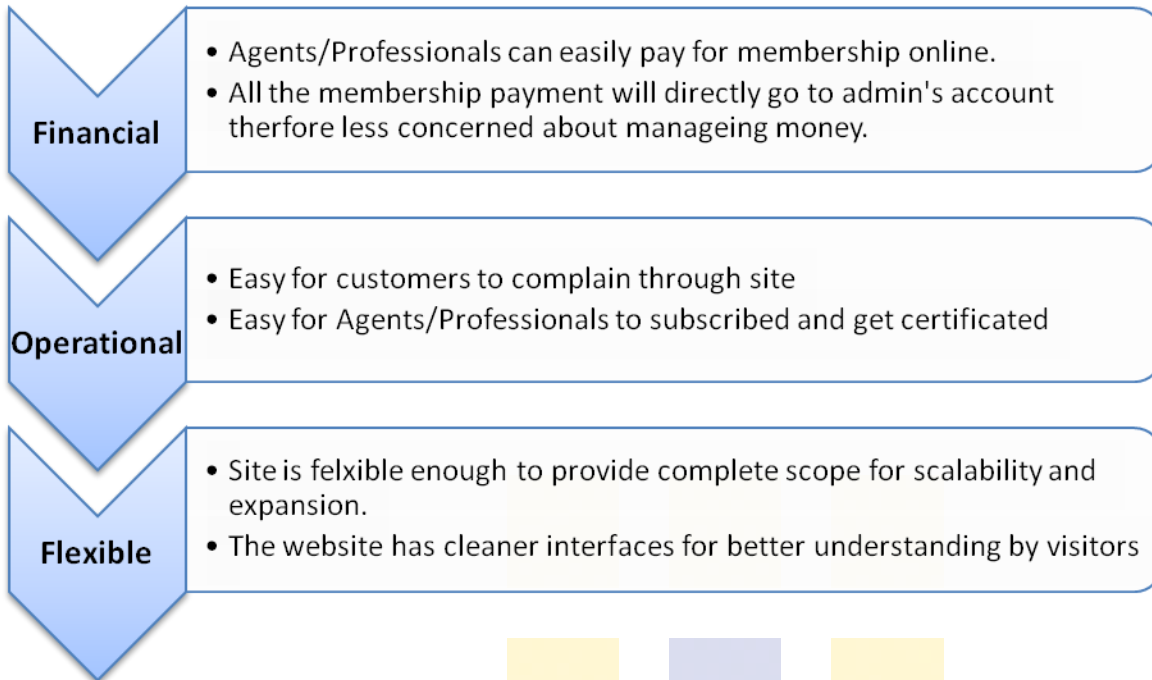 Financial
• Agents/Professionals can easily pay for membership online.
• All the membership payment will directly go to admin's account
therfore less concerned about manageing money.
Operational
• Easy for customers to complain through site
• Easy for Agents/Professionals to subscribed and get certificated
Flexible
• Site is felxible enough to provide complete scope for scalability and
expansion.
• The website has cleaner interfaces for better understanding by visitors